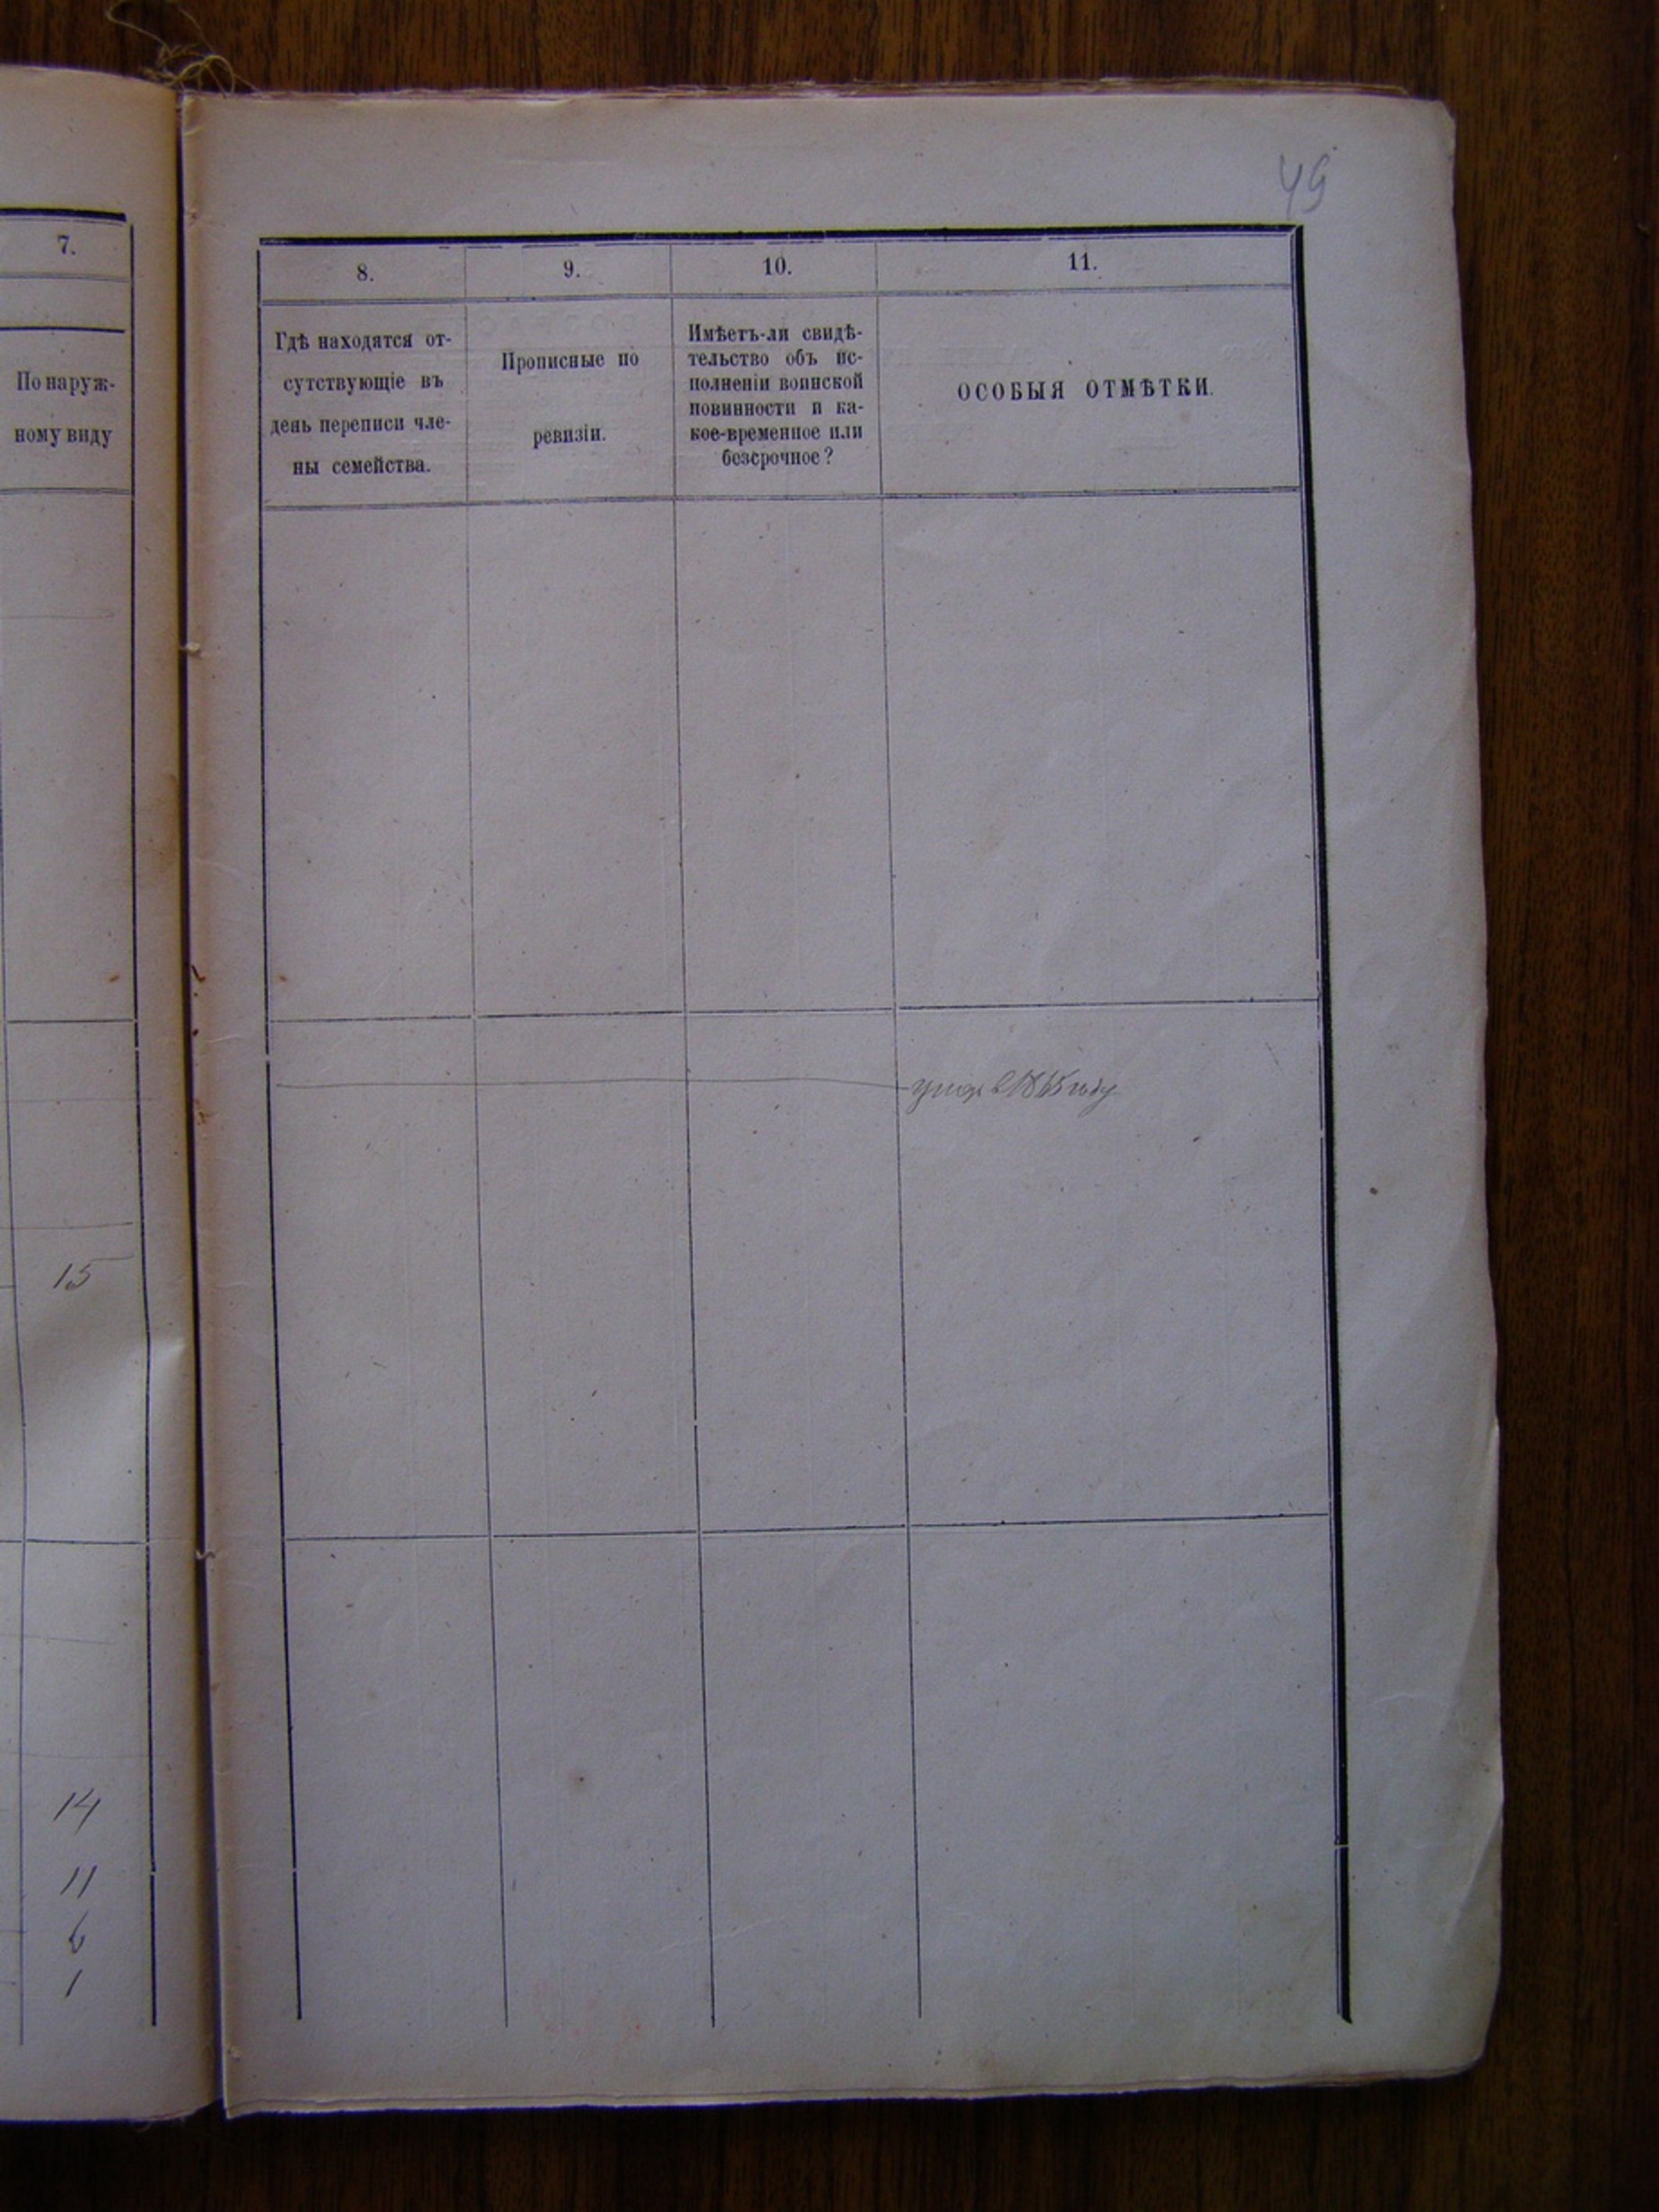 49
7.
По наруж-
ному виду
15
14
11
6
1
8.
Гдѣ находятся от-
сутствующіе въ
день переписи чле-
ны семейства.
9.
Прописные по
ревизіи.
10.
Имѣетъ-ли свидѣ-
тельство объ ис-
полненіи воинской
повинности и ка-
кое-временное или
безсрочное?
11.
ОСОБЫЯ ОТМѢТКИ.
в 1865 году